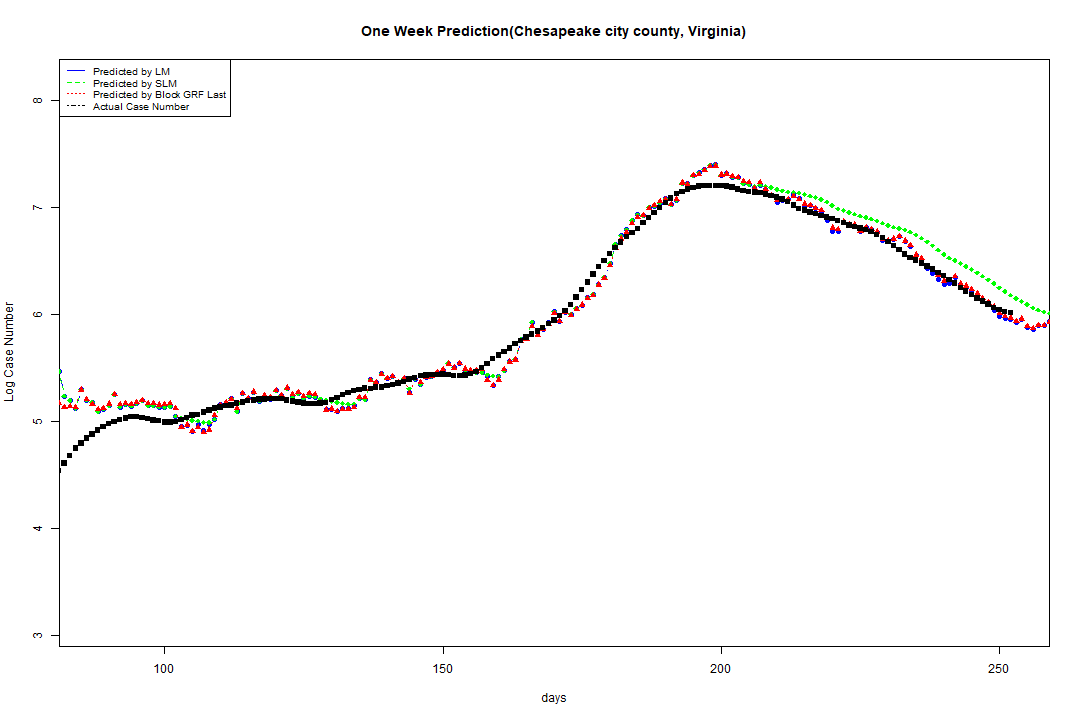 One Week Prediction(Chesapeake city county, Virginia)
Predicted by LM
Predicted by SLM
Predicted by Block GRF Last
Actual Case Number
8
7
6
5
4
3
Log Case Number
100 150 200 250
days